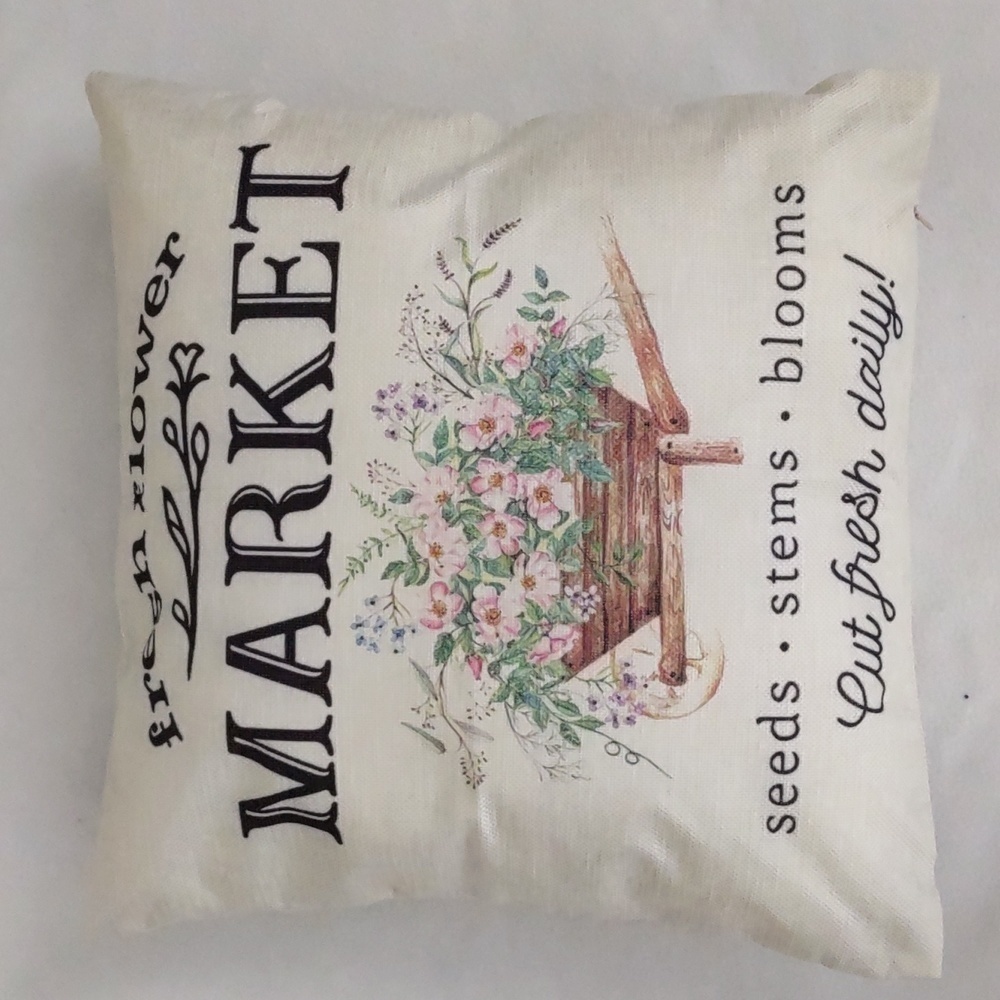 fresh flower
MARKET
seeds • stems • blooms
Cut fresh daily!